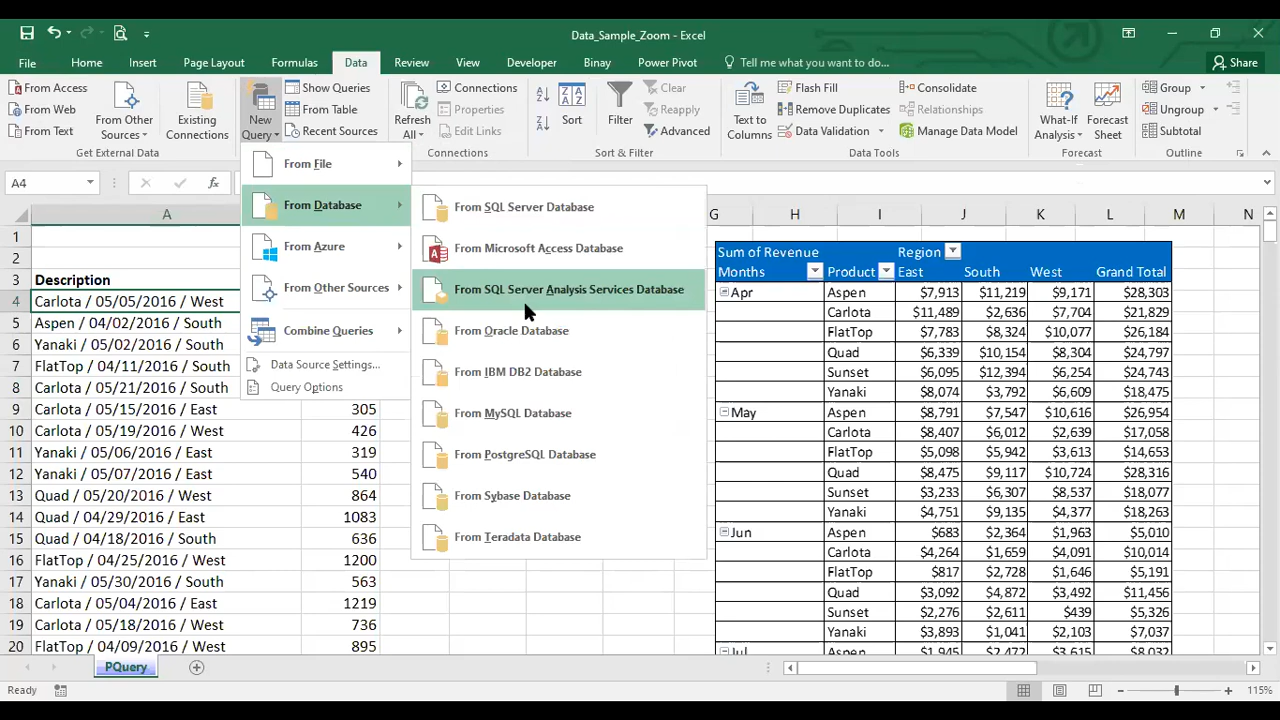 Data_Sample_Zoom - Excel
File Home Insert Page Layout Formulas Data Review View Developer Binay Power Pivot Tell me what you want to do... Share
From Access
From Web
From Text
From Other Sources
Existing Connections
Get External Data
New Query
Show Queries
From Table
Recent Sources
Refresh All
Connections
Properties
Edit Links
Connections
Sort
Filter
Clear
Reapply
Advanced
Sort & Filter
Text to Columns
Flash Fill
Remove Duplicates
Data Validation
Consolidate
Relationships
Manage Data Model
Data Tools
What-If Analysis
Forecast Sheet
Forecast
Group
Ungroup
Subtotal
Outline
From File
From Database
From Azure
From Other Sources
Combine Queries
Data Source Settings...
Query Options
From SQL Server Database
From Microsoft Access Database
From SQL Server Analysis Services Database
From Oracle Database
From IBM DB2 Database
From MySQL Database
From PostgreSQL Database
From Sybase Database
From Teradata Database
A4 fx
A G H I J K L M N
1
2
3 Description
4 Carlota / 05/05/2016 / West
5 Aspen / 04/02/2016 / South
6 Yanaki / 05/02/2016 / South
7 FlatTop / 04/11/2016 / South
8 Carlota / 05/21/2016 / South
9 Carlota / 05/15/2016 / East 305
10 Carlota / 05/19/2016 / West 426
11 Yanaki / 05/06/2016 / East 319
12 Yanaki / 05/07/2016 / East 540
13 Quad / 05/20/2016 / West 864
14 Quad / 04/29/2016 / East 1083
15 Quad / 04/18/2016 / South 636
16 FlatTop / 04/25/2016 / West 1200
17 Yanaki / 05/30/2016 / South 563
18 Carlota / 05/04/2016 / East 1219
19 Carlota / 05/18/2016 / West 736
20 FlatTop / 04/09/2016 / West 895
Sum of Revenue Region
Months Product East South West Grand Total
Apr Aspen $7,913 $11,219 $9,171 $28,303
Carlota $11,489 $2,636 $7,704 $21,829
FlatTop $7,783 $8,324 $10,077 $26,184
Quad $6,339 $10,154 $8,304 $24,797
Sunset $6,095 $12,394 $6,254 $24,743
Yanaki $8,074 $3,792 $6,609 $18,475
May Aspen $8,791 $7,547 $10,616 $26,954
Carlota $8,407 $6,012 $2,639 $17,058
FlatTop $5,098 $5,942 $3,613 $14,653
Quad $8,475 $9,117 $10,724 $28,316
Sunset $3,233 $6,307 $8,537 $18,077
Yanaki $4,751 $9,135 $4,377 $18,263
Jun Aspen $683 $2,364 $1,963 $5,010
Carlota $4,264 $1,659 $4,091 $10,014
FlatTop $817 $2,728 $1,646 $5,191
Quad $3,092 $4,872 $3,492 $11,456
Sunset $2,276 $2,611 $439 $5,326
Yanaki $3,893 $1,041 $2,103 $7,037
Jul Aspen $1,945 $2,472 $3,615 $8,032
PQuery
Ready 115%